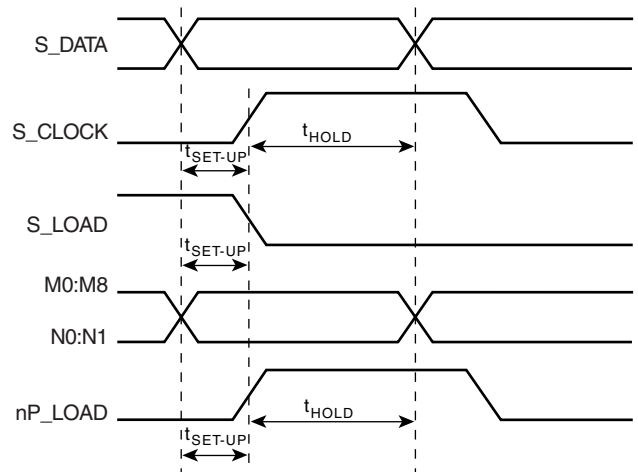 S_DATA
S_CLOCK
tHOLD
tSET-UP
S_LOAD
tSET-UP
M0:M8
N0:N1
nP_LOAD
tHOLD
tSET-UP